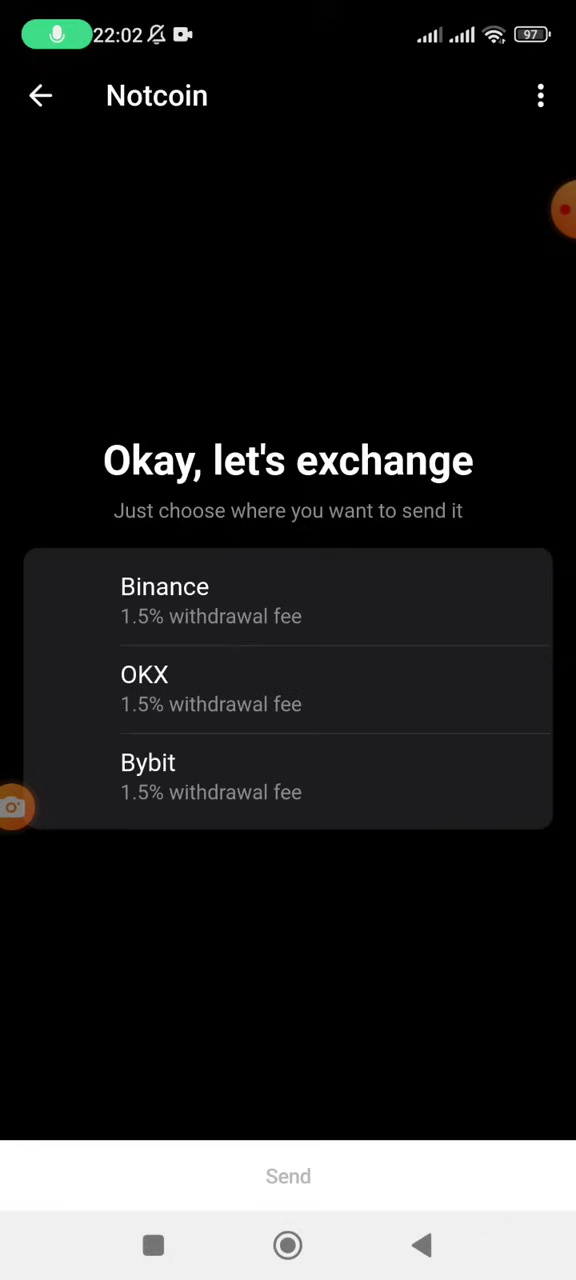 22:02
97
Notcoin
Okay, let's exchange
Just choose where you want to send it
Binance
1.5% withdrawal fee
OKX
1.5% withdrawal fee
Bybit
1.5% withdrawal fee
Send